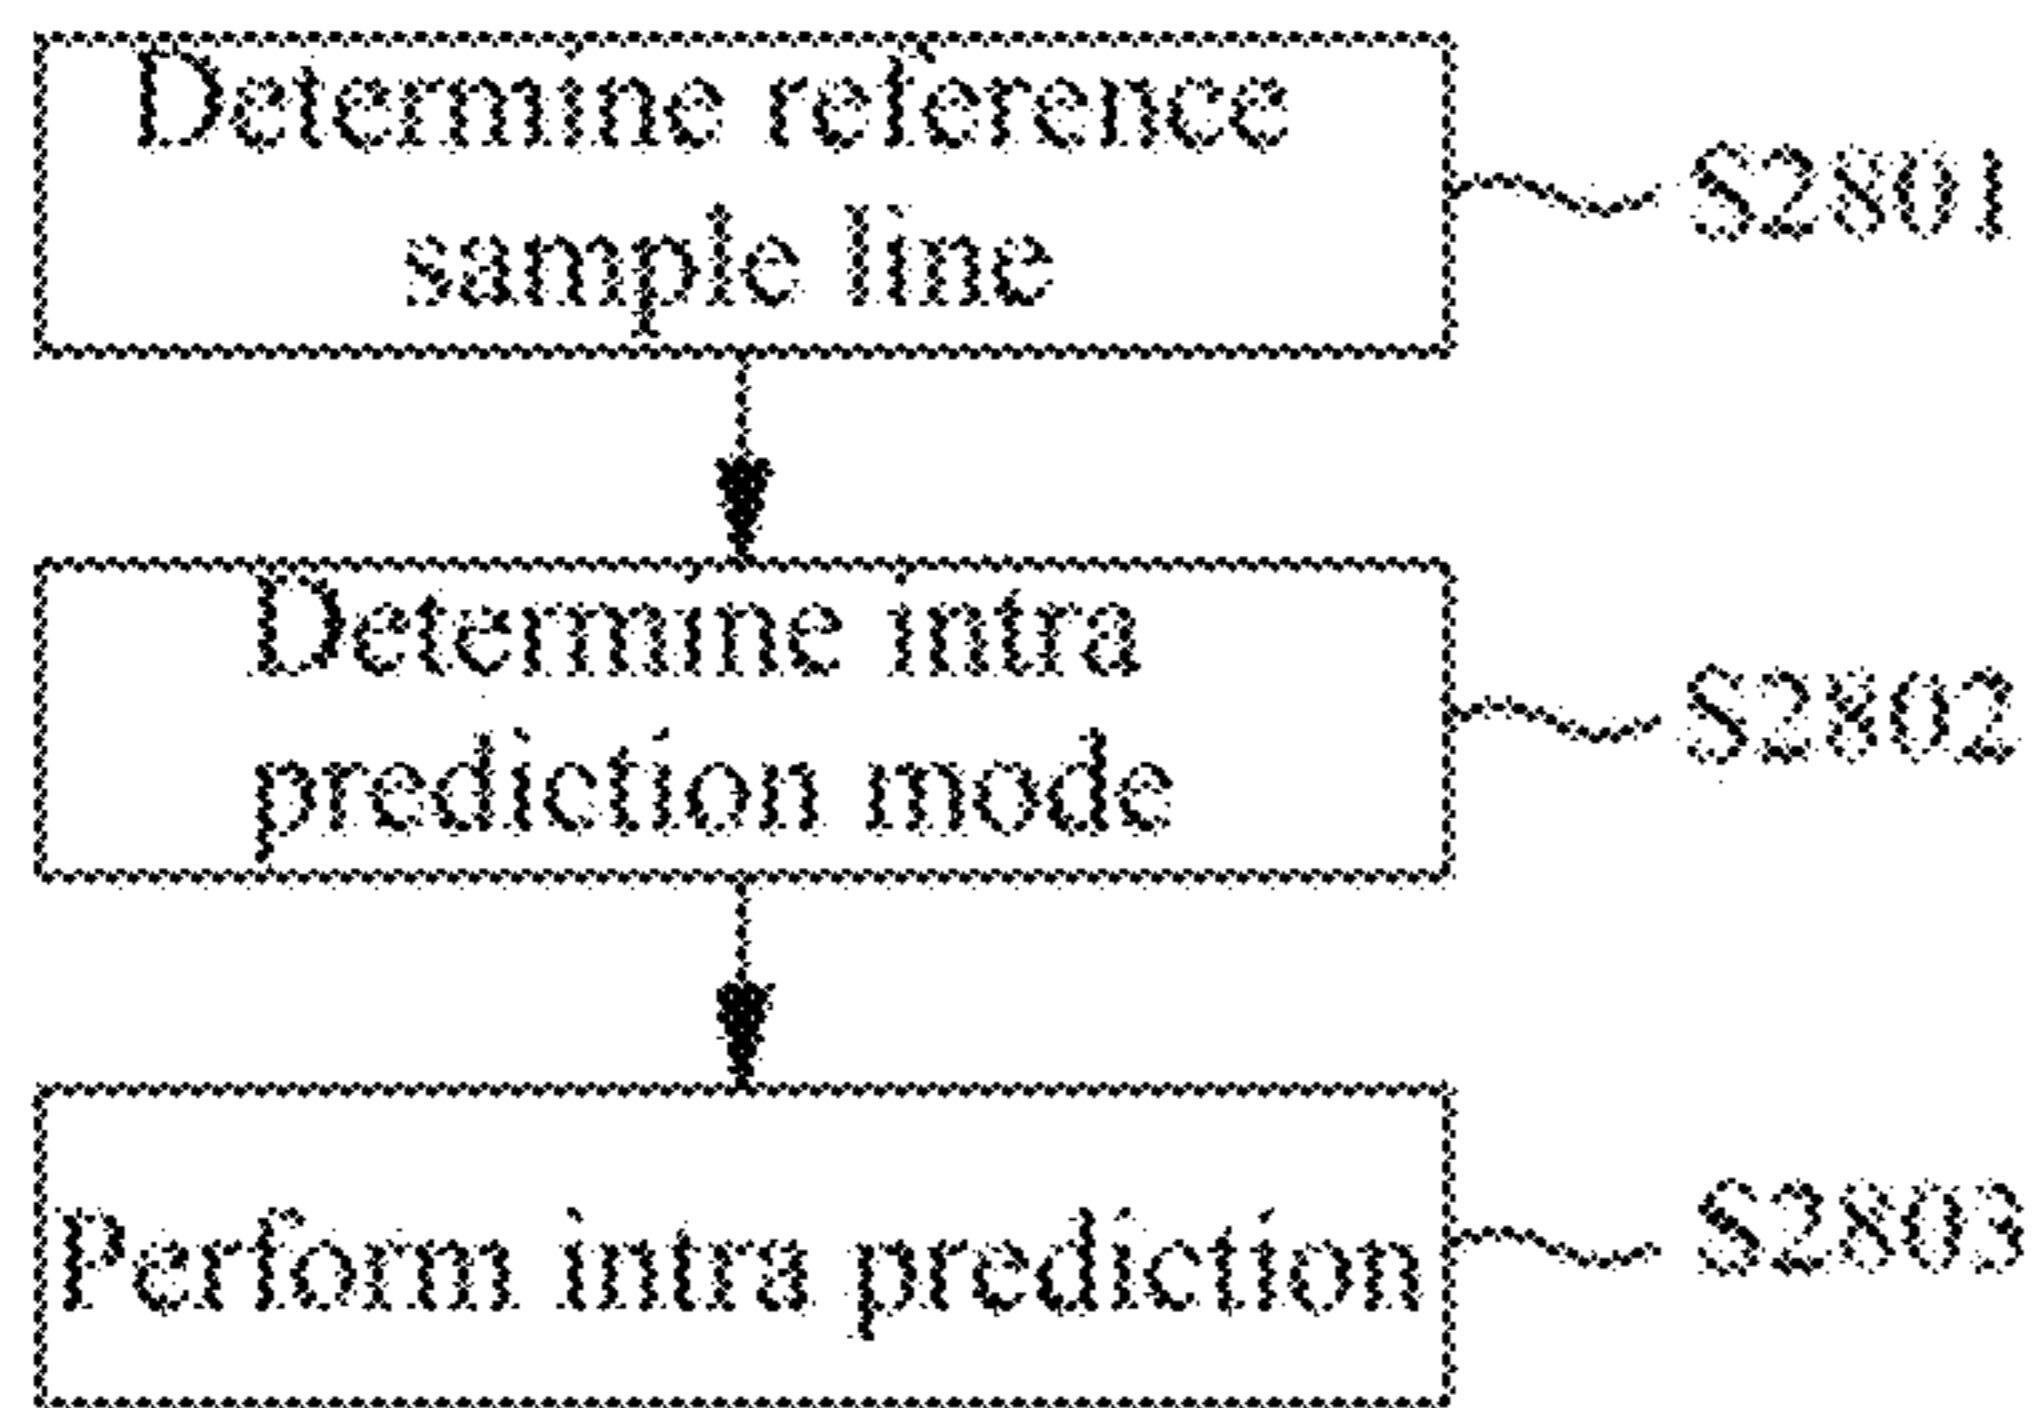 Determine reference
sample line
S2801
Determine intra
prediction mode
S2802
Perform intra prediction
S2803